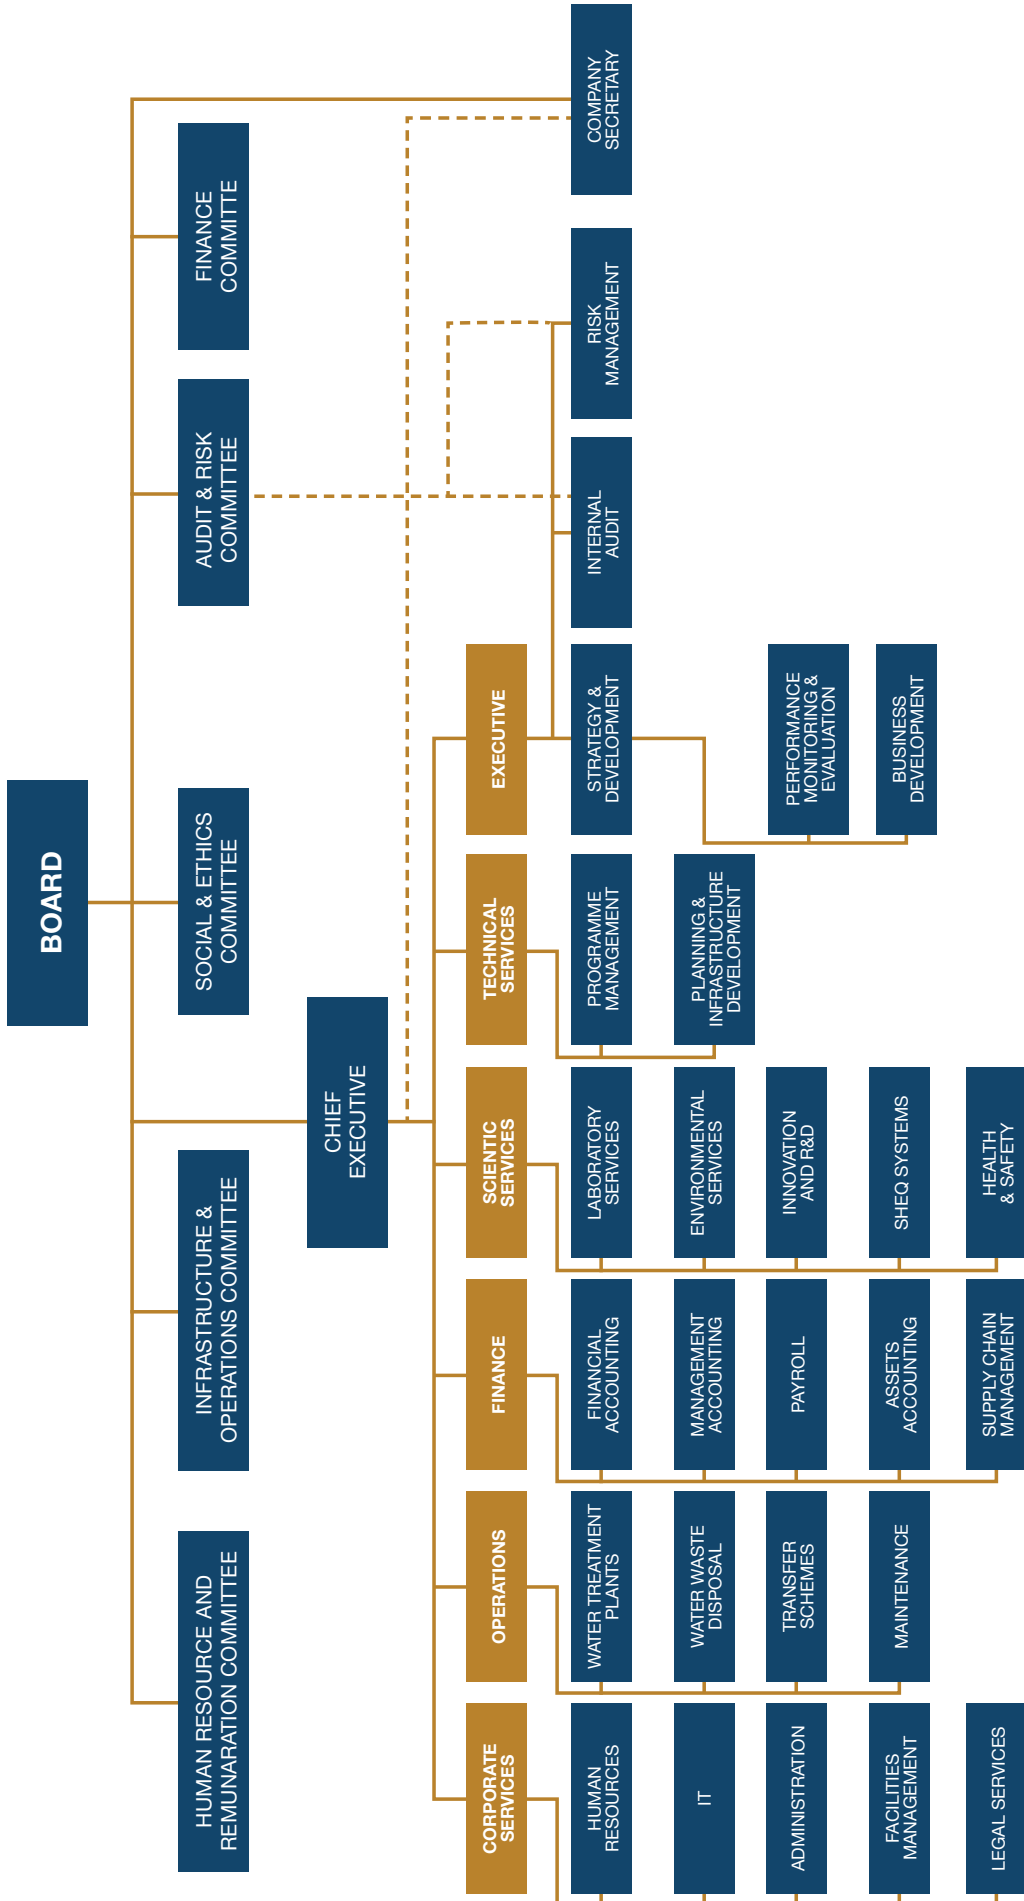 BOARD
HUMAN RESOURCE AND
REMUNARATION COMMITTEE
INFRASTRUCTURE &
OPERATIONS COMMITTEE
SOCIAL & ETHICS
COMMITTEE
AUDIT & RISK
COMMITTEE
FINANCE
COMMITTE
CHIEF
EXECUTIVE
CORPORATE
SERVICES
OPERATIONS
FINANCE
SCIENTIC
SERVICES
TECHNICAL
SERVICES
EXECUTIVE
HUMAN
RESOURCES
IT
ADMINISTRATION
FACILITIES
MANAGEMENT
LEGAL SERVICES
WATER TREATMENT
PLANTS
WATER WASTE
DISPOSAL
TRANSFER
SCHEMES
MAINTENANCE
FINANCIAL
ACCOUNTING
MANAGEMENT
ACCOUNTING
PAYROLL
ASSETS
ACCOUNTING
SUPPLY CHAIN
MANAGEMENT
LABORATORY
SERVICES
ENVIRONMENTAL
SERVICES
INNOVATION
AND R&D
SHEQ SYSTEMS
HEALTH
& SAFETY
PROGRAMME
MANAGEMENT
PLANNING &
INFRASTRUCTURE
DEVELOPMENT
STRATEGY &
DEVELOPMENT
PERFORMANCE
MONITORING &
EVALUATION
BUSINESS
DEVELOPMENT
INTERNAL
AUDIT
RISK
MANAGEMENT
COMPANY
SECRETARY